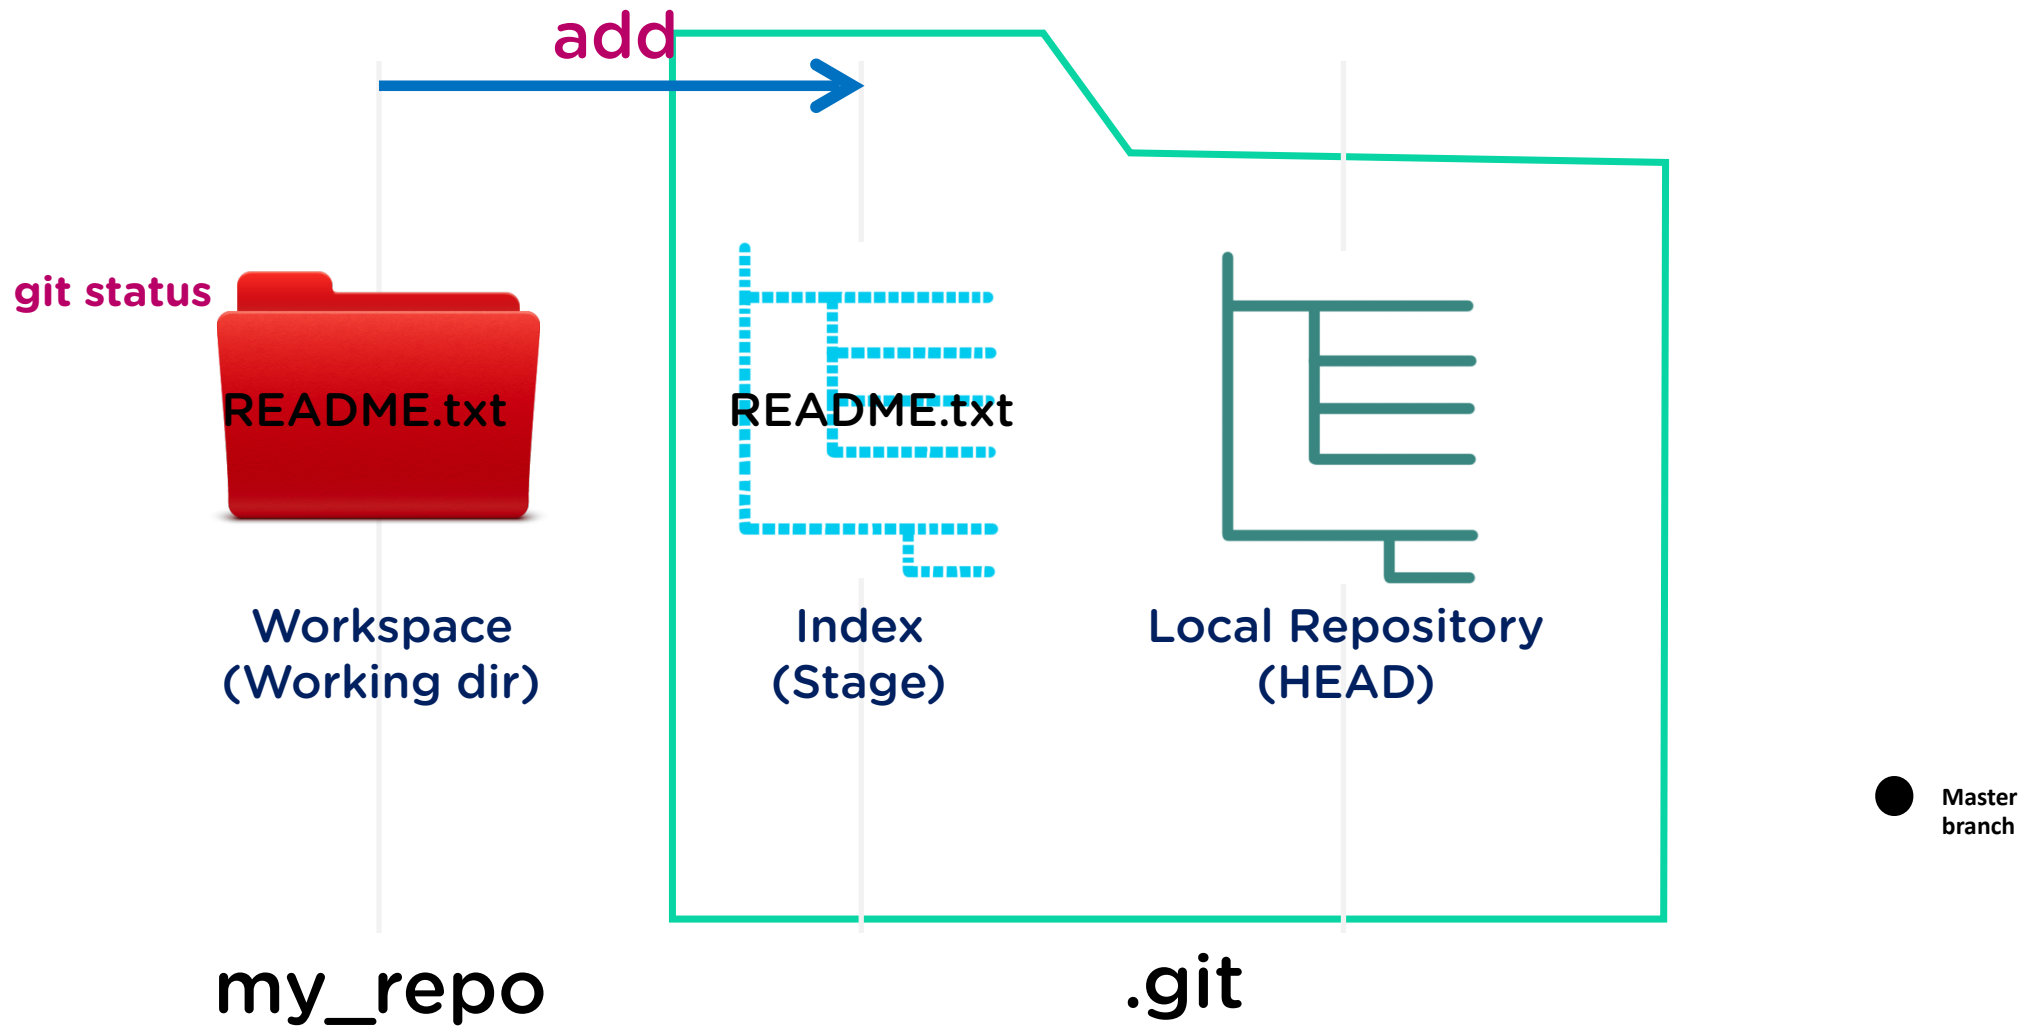 add
git status
README.txt
README.txt
Workspace
(Working dir)
Index
(Stage)
Local Repository
(HEAD)
Master
branch
my_repo
.git